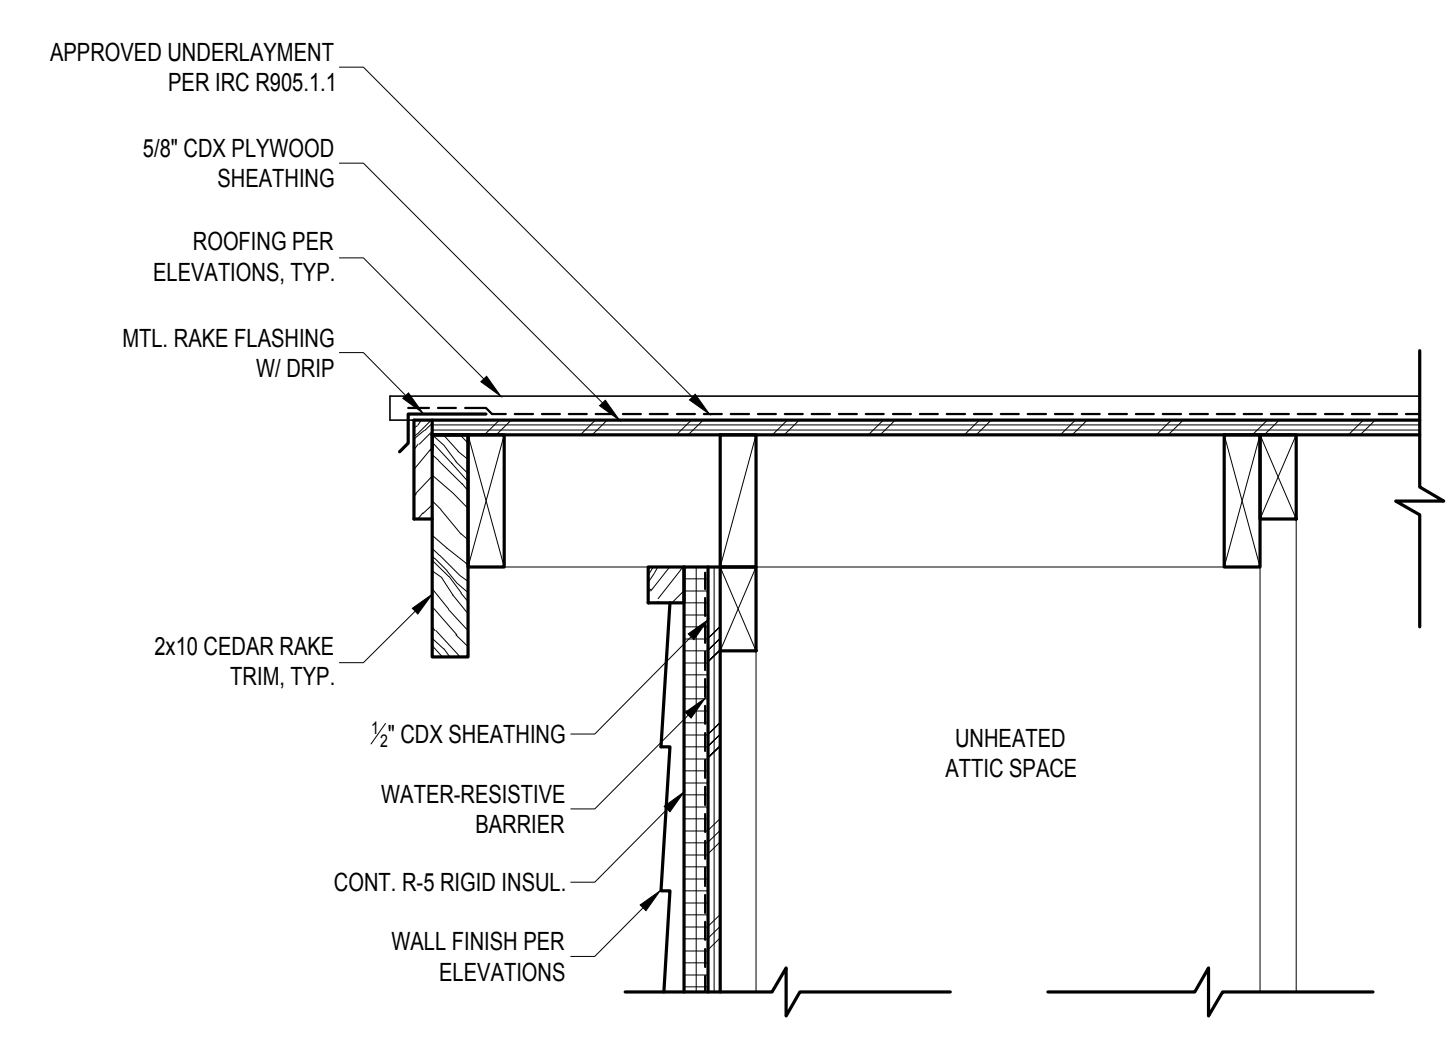 APPROVED UNDERLAYMENT
PER IRC R905.1.1
5/8" CDX PLYWOOD
SHEATHING
ROOFING PER
ELEVATIONS, TYP.
MTL. RAKE FLASHING
W/ DRIP
2x10 CEDAR RAKE
TRIM, TYP.
½" CDX SHEATHING
WATER-RESISTIVE
BARRIER
CONT. R-5 RIGID INSUL.
WALL FINISH PER
ELEVATIONS
UNHEATED
ATTIC SPACE